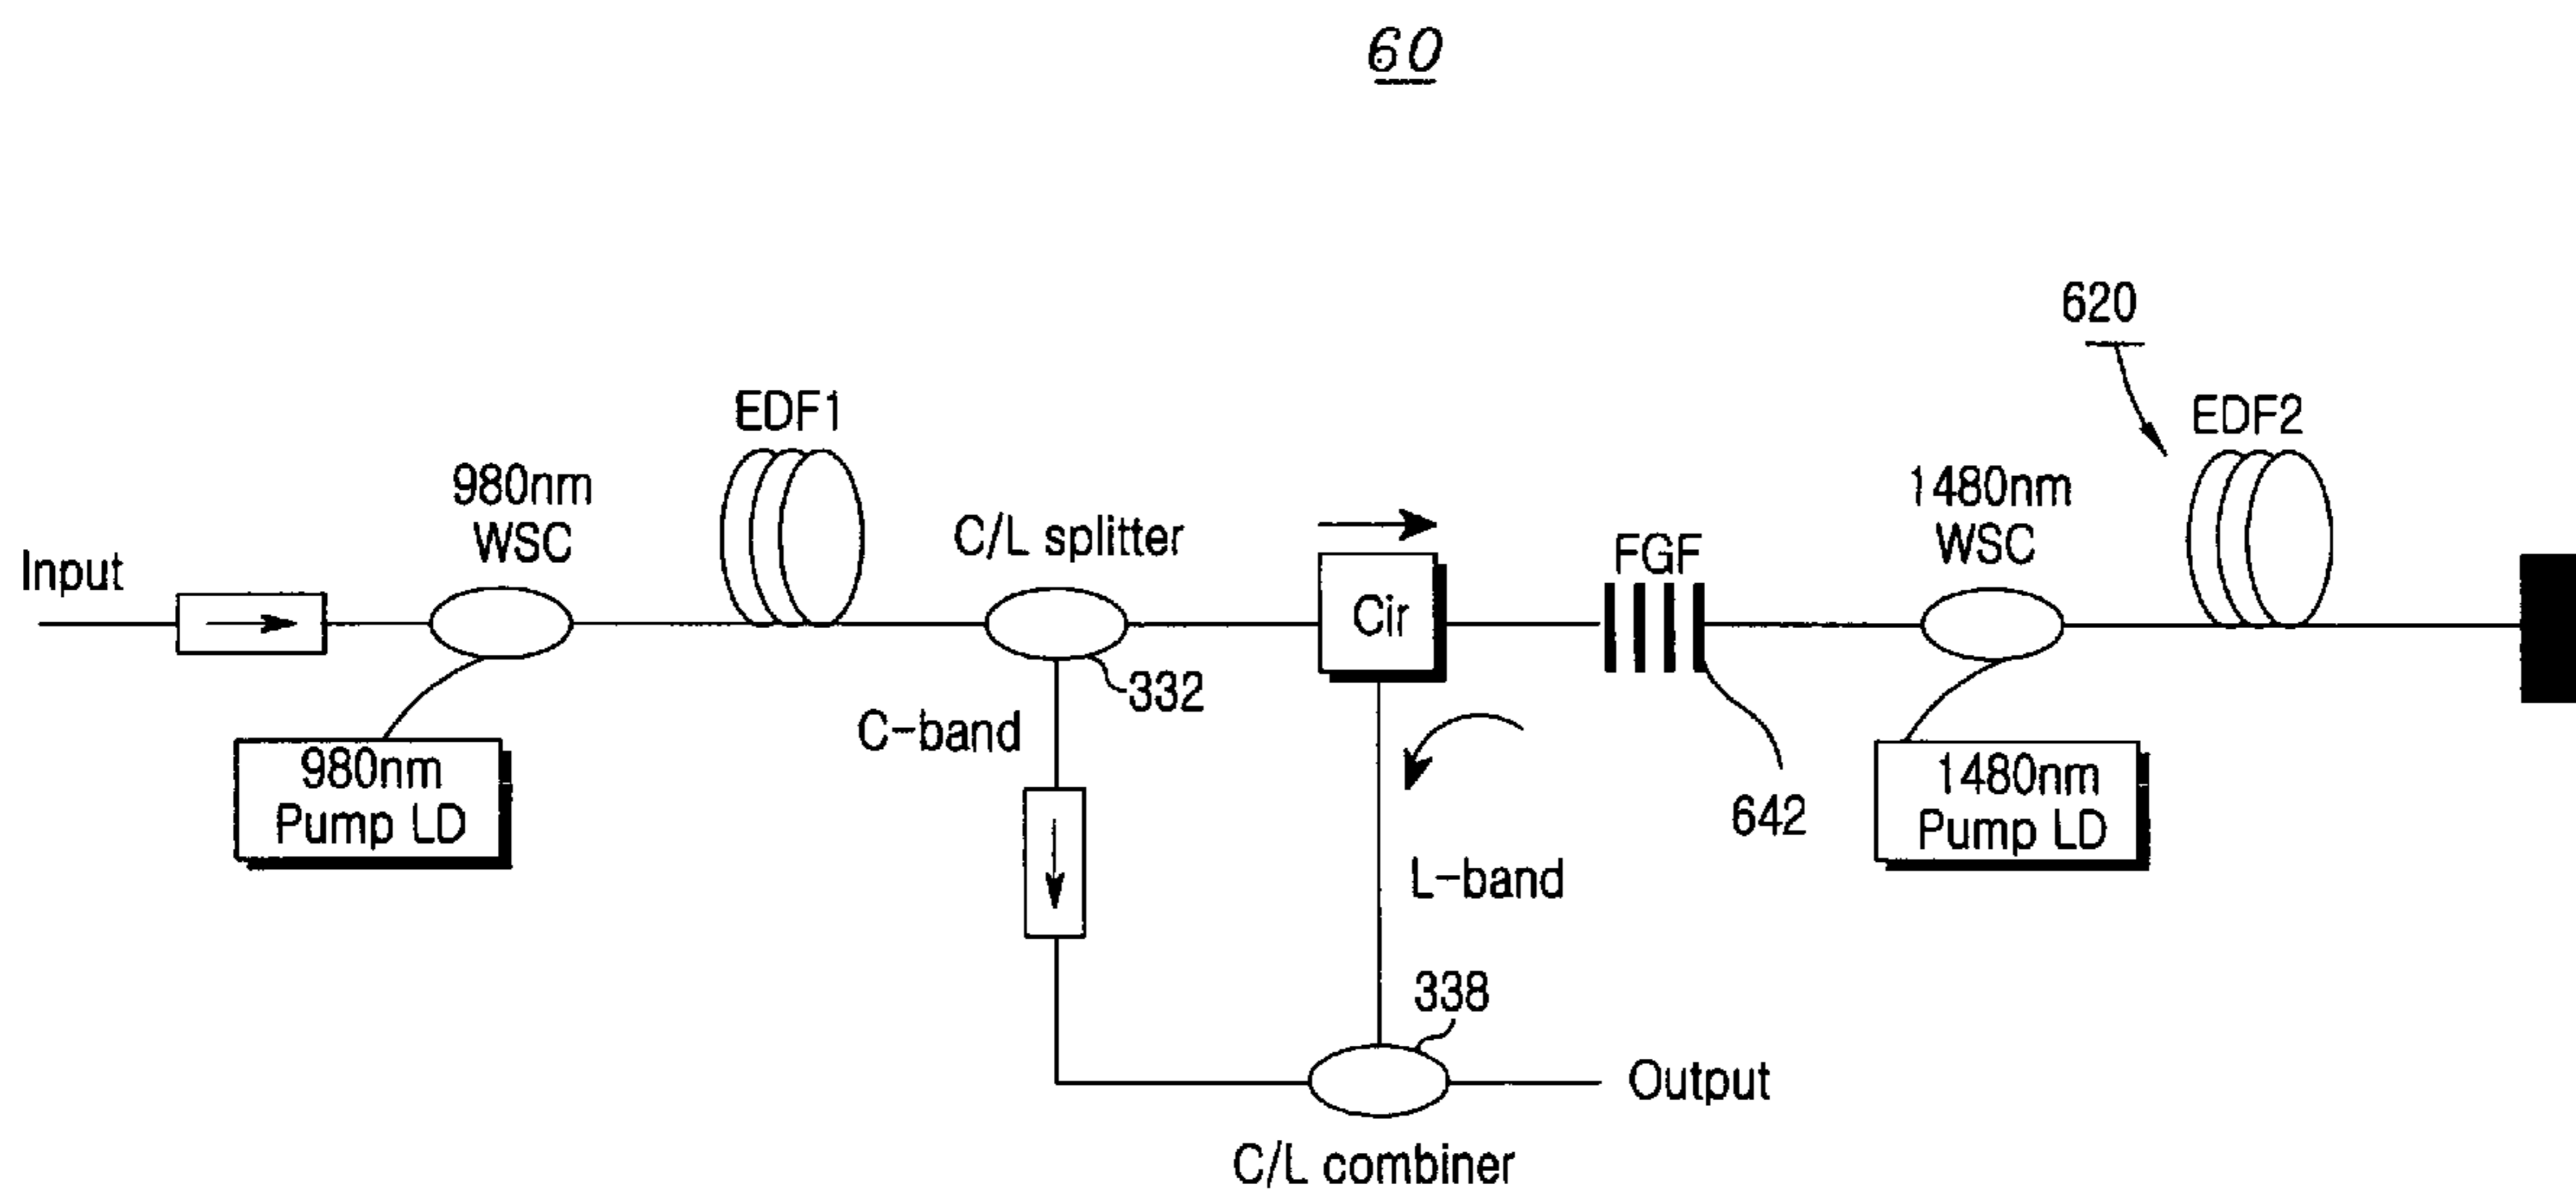 60
620
EDF1
EDF2
980nm
WSC
1480nm
WSC
C/L splitter
FGF
Input
Cir
332
C-band
980nm
Pump LD
1480nm
Pump LD
642
L-band
338
Output
C/L combiner